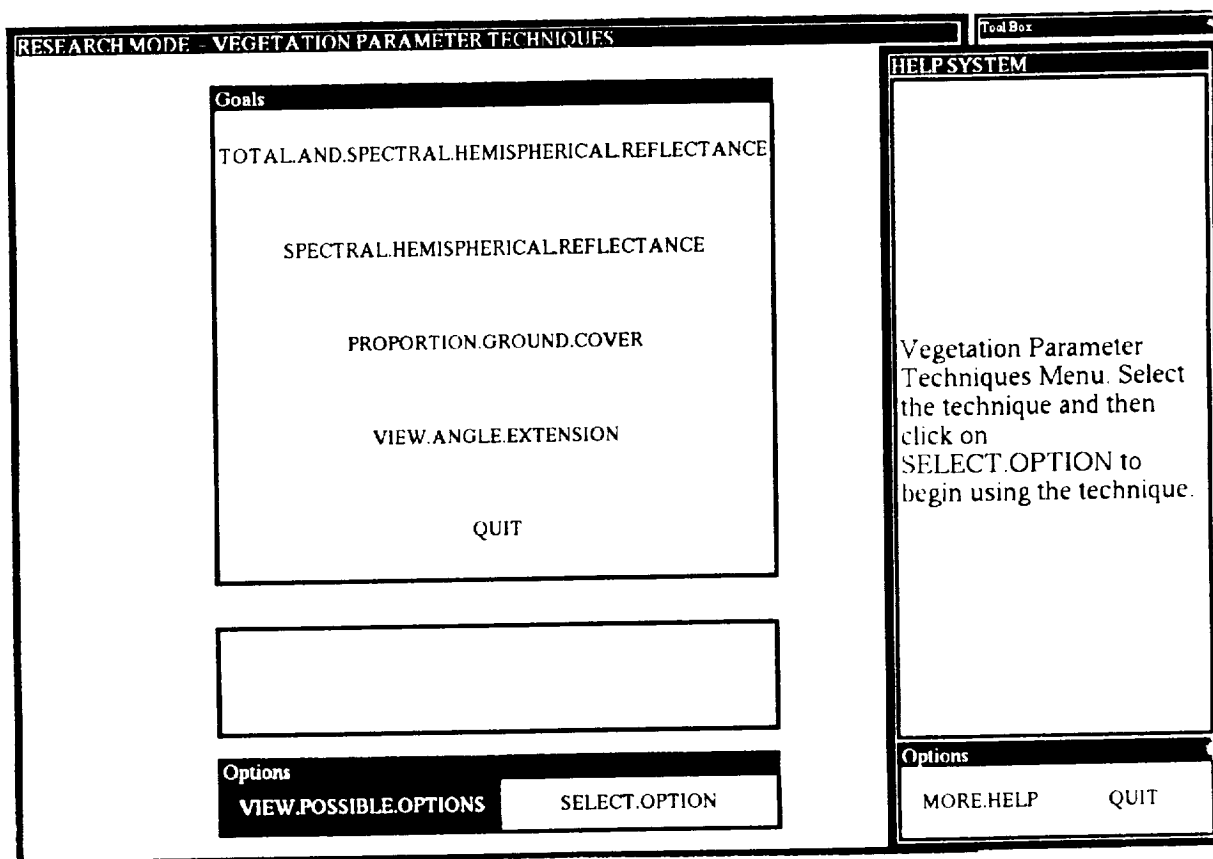 RESEARCH MODE - VEGETATION PARAMETER TECHNIQUES
Tool Box
HELP SYSTEM
Goals
TOTAL.AND.SPECTRAL.HEMISPHERICAL.REFLECTANCE
SPECTRAL.HEMISPHERICAL.REFLECTANCE
PROPORTION.GROUND.COVER
VIEW.ANGLE.EXTENSION
QUIT
Vegetation Parameter
Techniques Menu. Select
the technique and then
click on
SELECT.OPTION to
begin using the technique.
Options
VIEW.POSSIBLE.OPTIONS SELECT.OPTION
Options
MORE.HELP QUIT